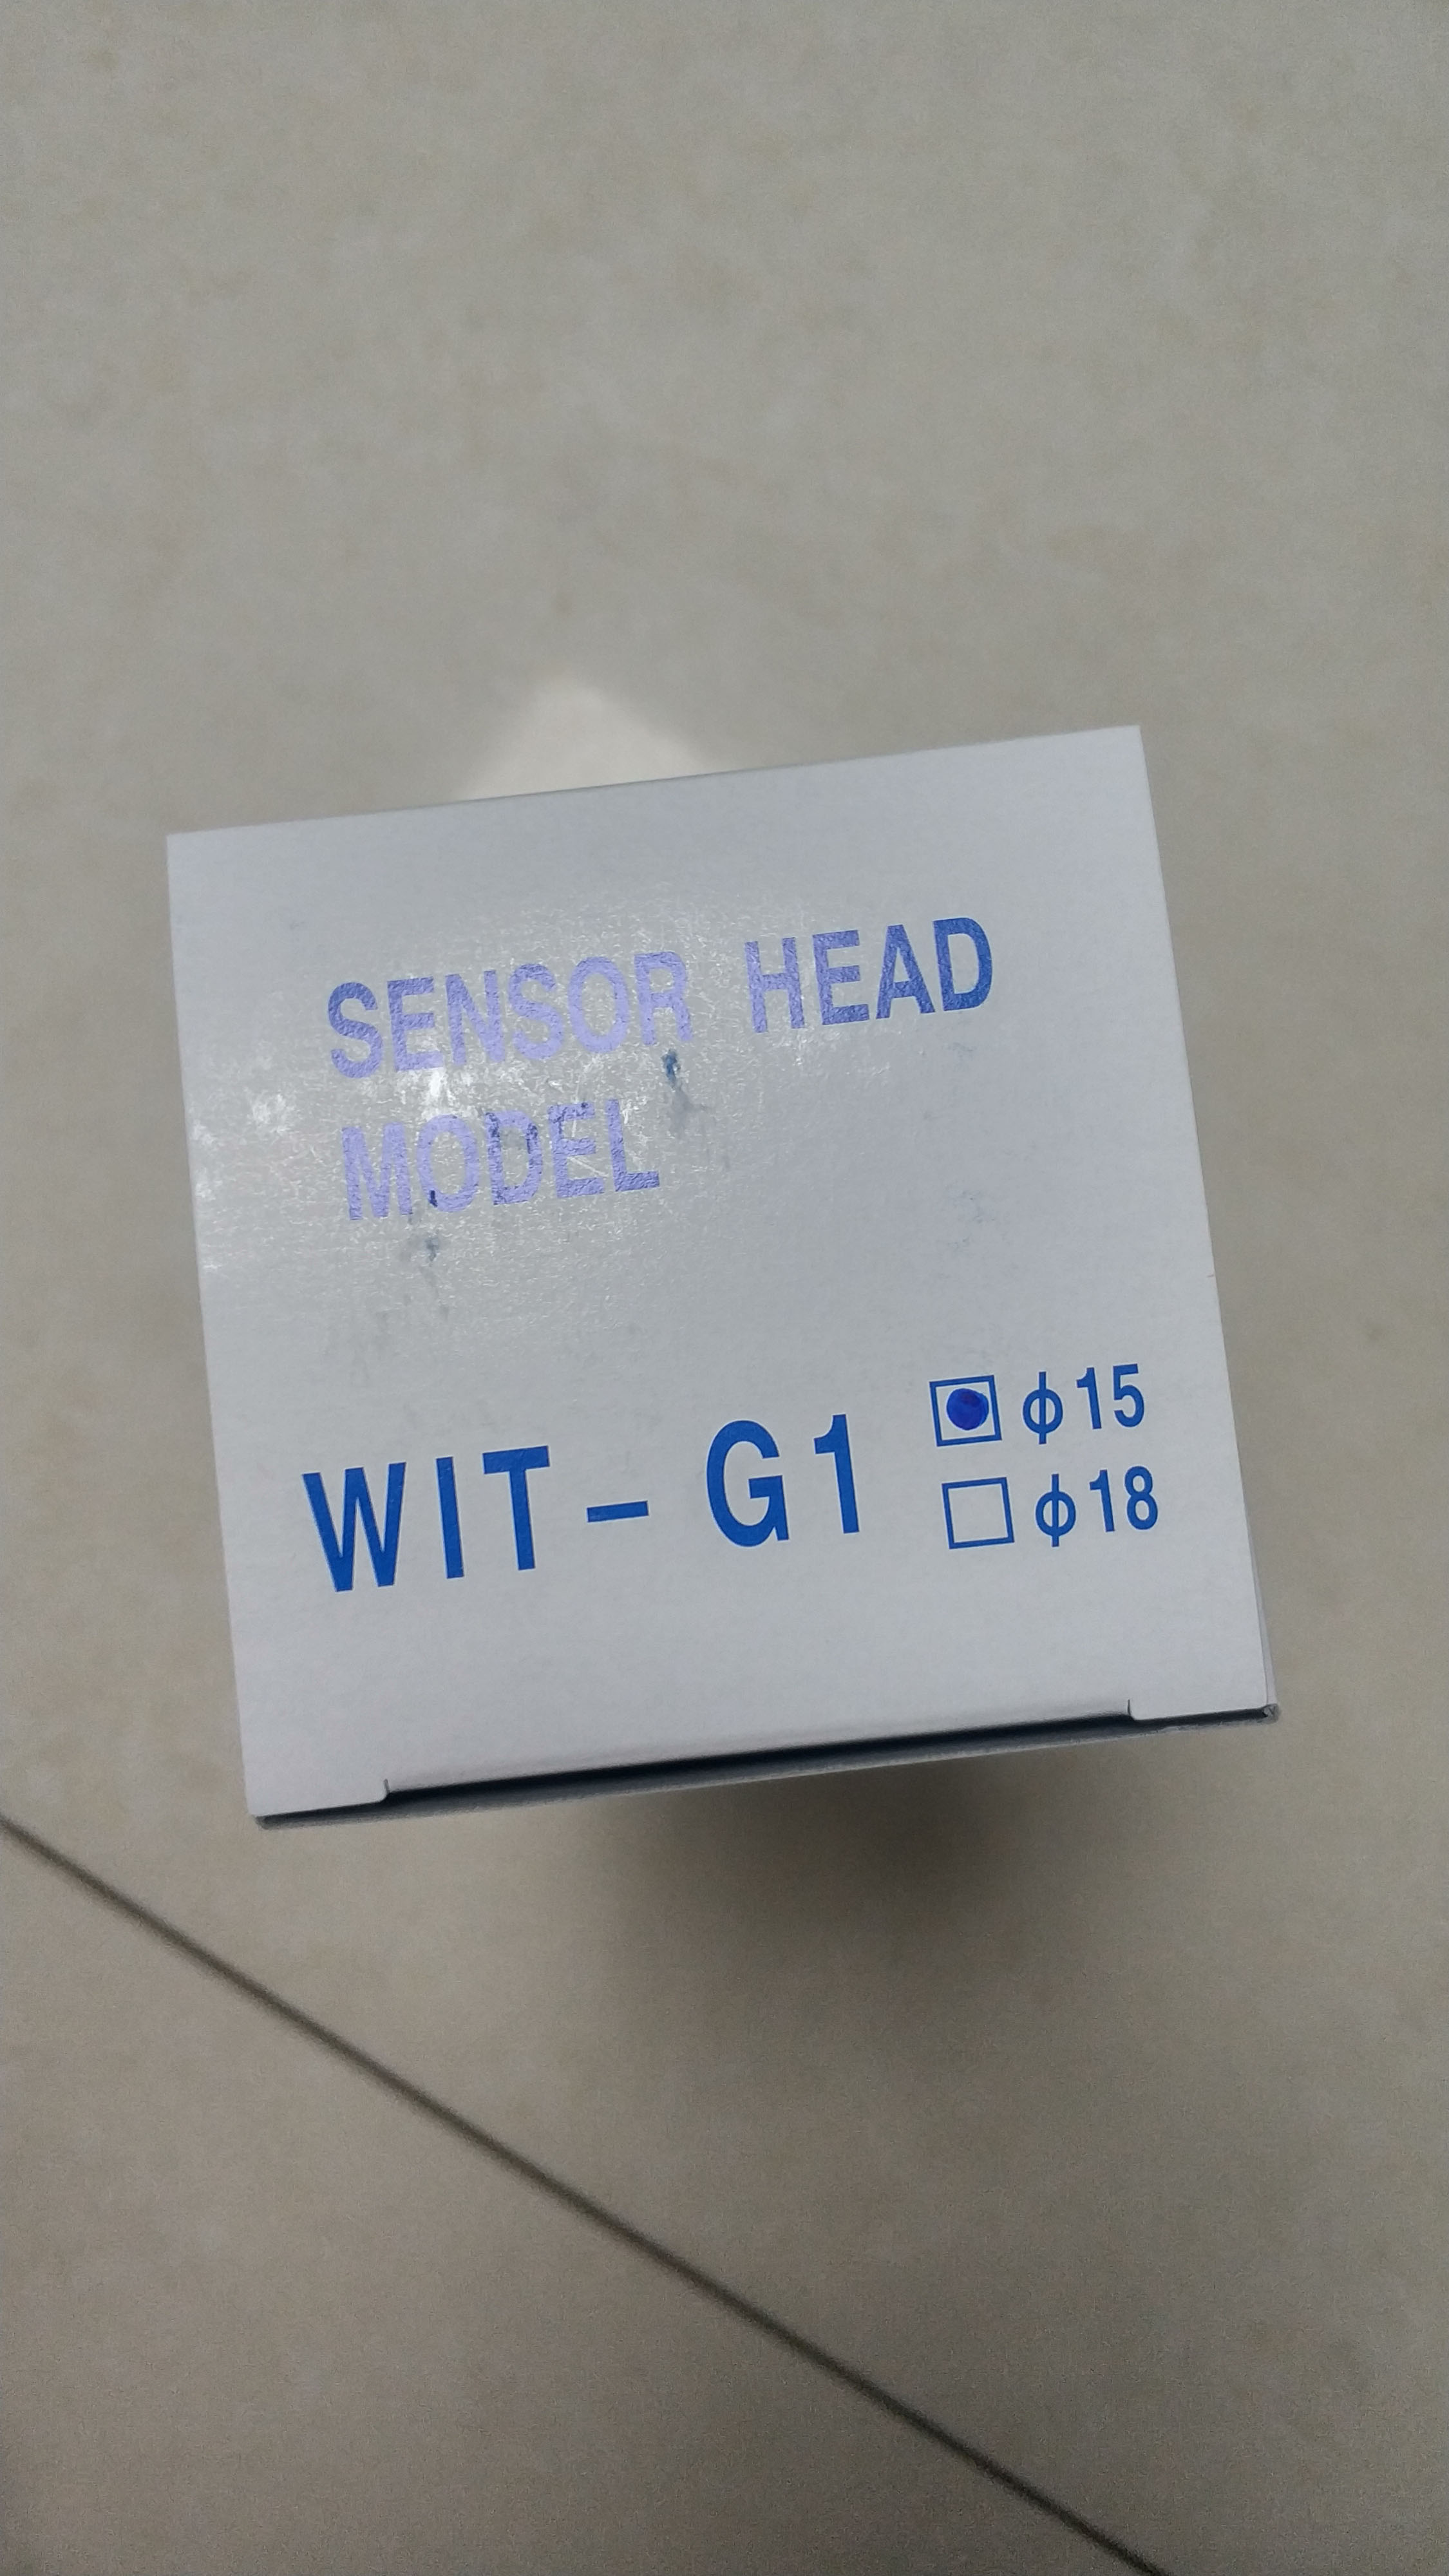 SENSOR HEAD
MODEL
WIT-G1
ϕ15
ϕ18